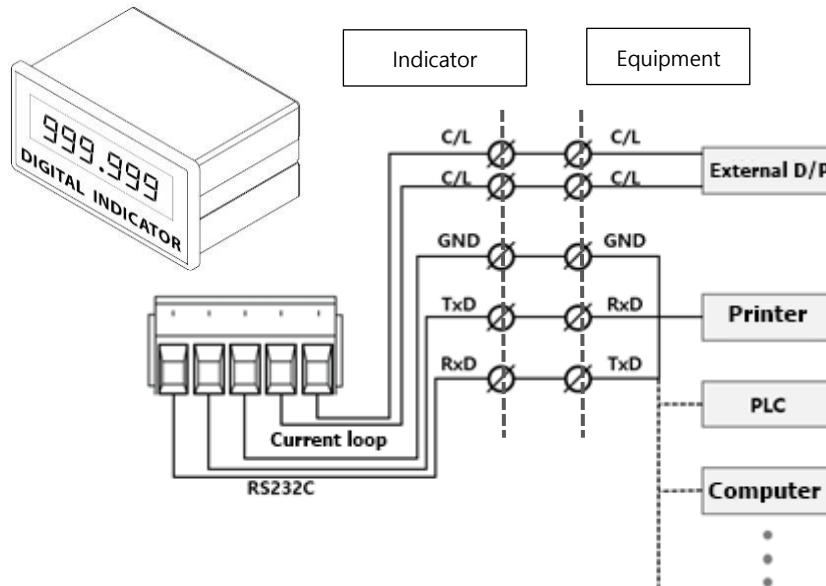 Indicator
Equipment
999.999
DIGITAL INDICATOR
C/L
C/L
External D/P
C/L
C/L
GND
GND
TxD
RxD
Printer
RxD
TxD
PLC
Current loop
RS232C
Computer